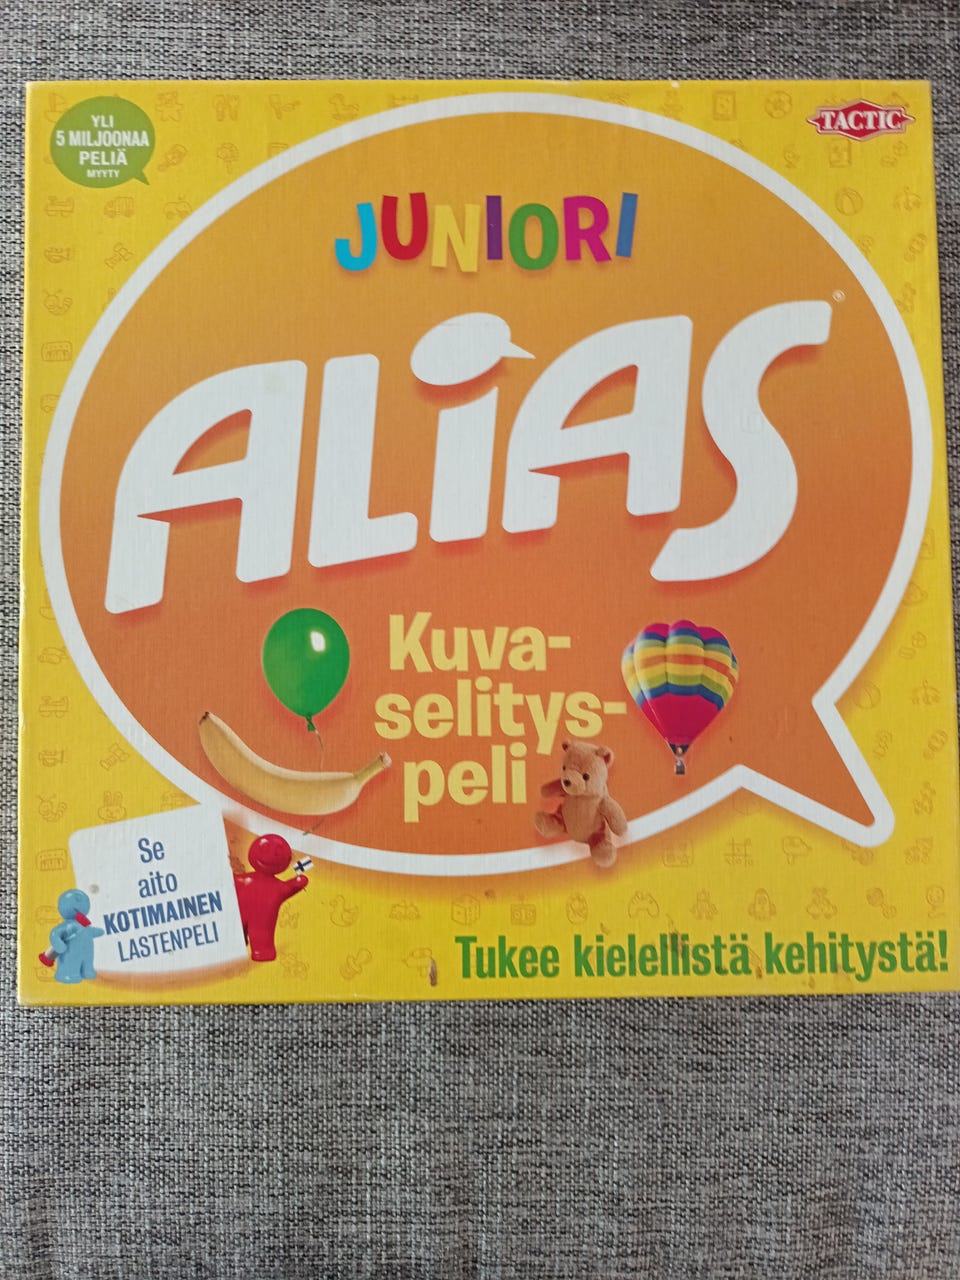 YLI
5 MILJOONAA
PELIÄ
MYYTY
TACTIC
JUNIORI
ALiAS
®
Kuva-
selitys-
peli
Se
aito
KOTIMAINEN
LASTENPELI
Tukee kielellistä kehitystä!